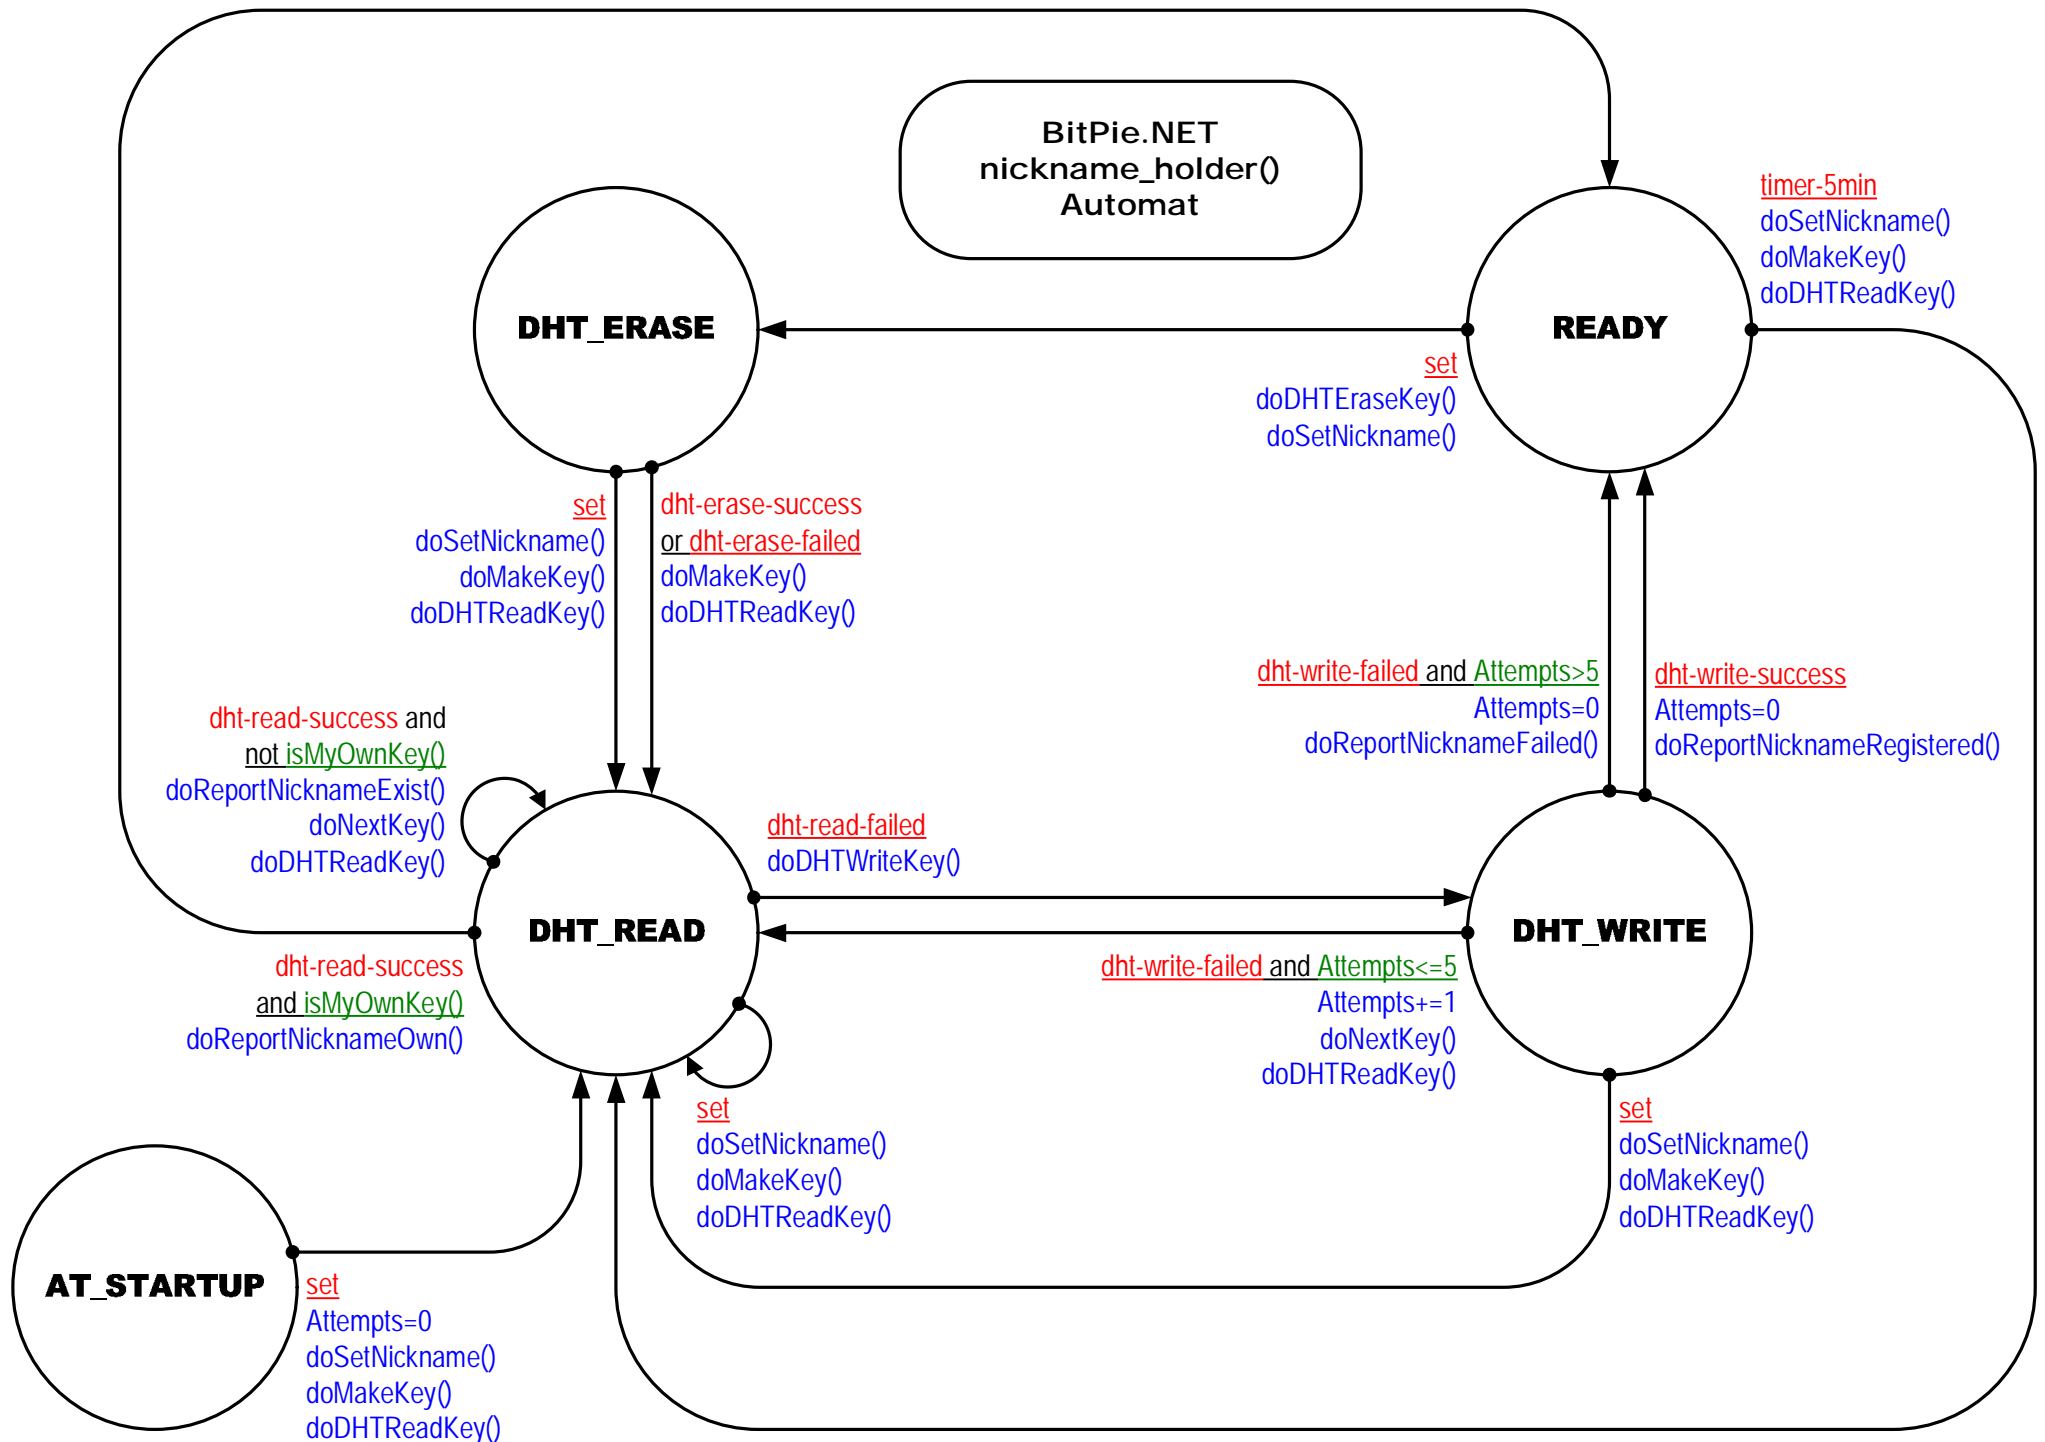 BitPie.NET
nickname_holder()
Automat
DHT_ERASE
READY
timer-5min
doSetNickname()
doMakeKey()
doDHTReadKey()
set
doDHTEraseKey()
doSetNickname()
set
doSetNickname()
doMakeKey()
doDHTReadKey()
dht-erase-success
or dht-erase-failed
doMakeKey()
doDHTReadKey()
dht-write-failed and Attempts>5
Attempts=0
doReportNicknameFailed()
dht-write-success
Attempts=0
doReportNicknameRegistered()
dht-read-success and
not isMyOwnKey()
doReportNicknameExist()
doNextKey()
doDHTReadKey()
dht-read-failed
doDHTWriteKey()
DHT_READ
DHT_WRITE
dht-read-success
and isMyOwnKey()
doReportNicknameOwn()
dht-write-failed and Attempts<=5
Attempts+=1
doNextKey()
doDHTReadKey()
set
doSetNickname()
doMakeKey()
doDHTReadKey()
set
doSetNickname()
doMakeKey()
doDHTReadKey()
AT_STARTUP
set
Attempts=0
doSetNickname()
doMakeKey()
doDHTReadKey()